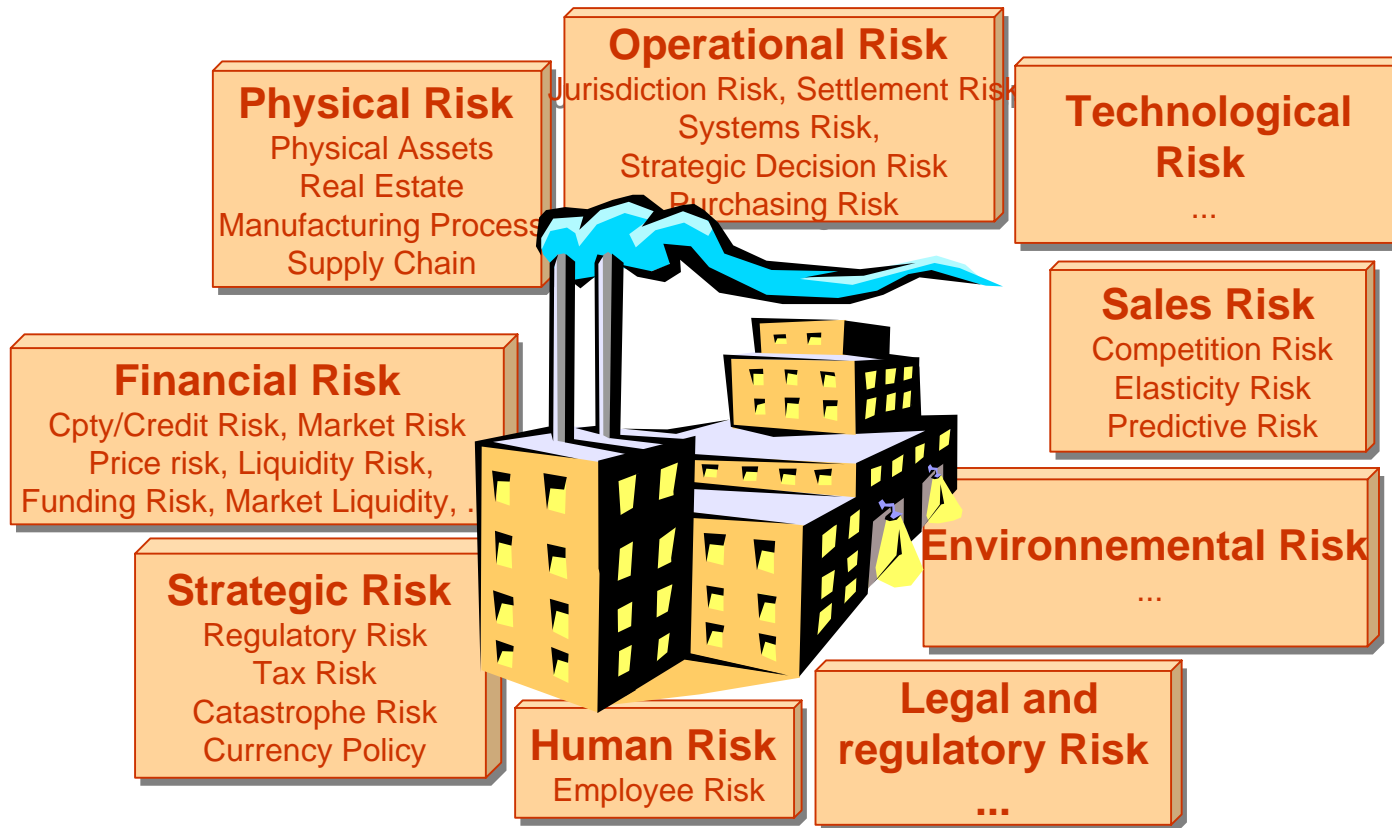 Operational Risk
Jurisdiction Risk, Settlement Risk
Systems Risk,
Strategic Decision Risk
Purchasing Risk
Physical Risk
Physical Assets
Real Estate
Manufacturing Process
Supply Chain
Technological
Risk
...
Sales Risk
Competition Risk
Elasticity Risk
Predictive Risk
Financial Risk
Cpty/Credit Risk, Market Risk
Price risk, Liquidity Risk,
Funding Risk, Market Liquidity, .
Environnemental Risk
...
Strategic Risk
Regulatory Risk
Tax Risk
Catastrophe Risk
Currency Policy
Human Risk
Employee Risk
Legal and
regulatory Risk
...